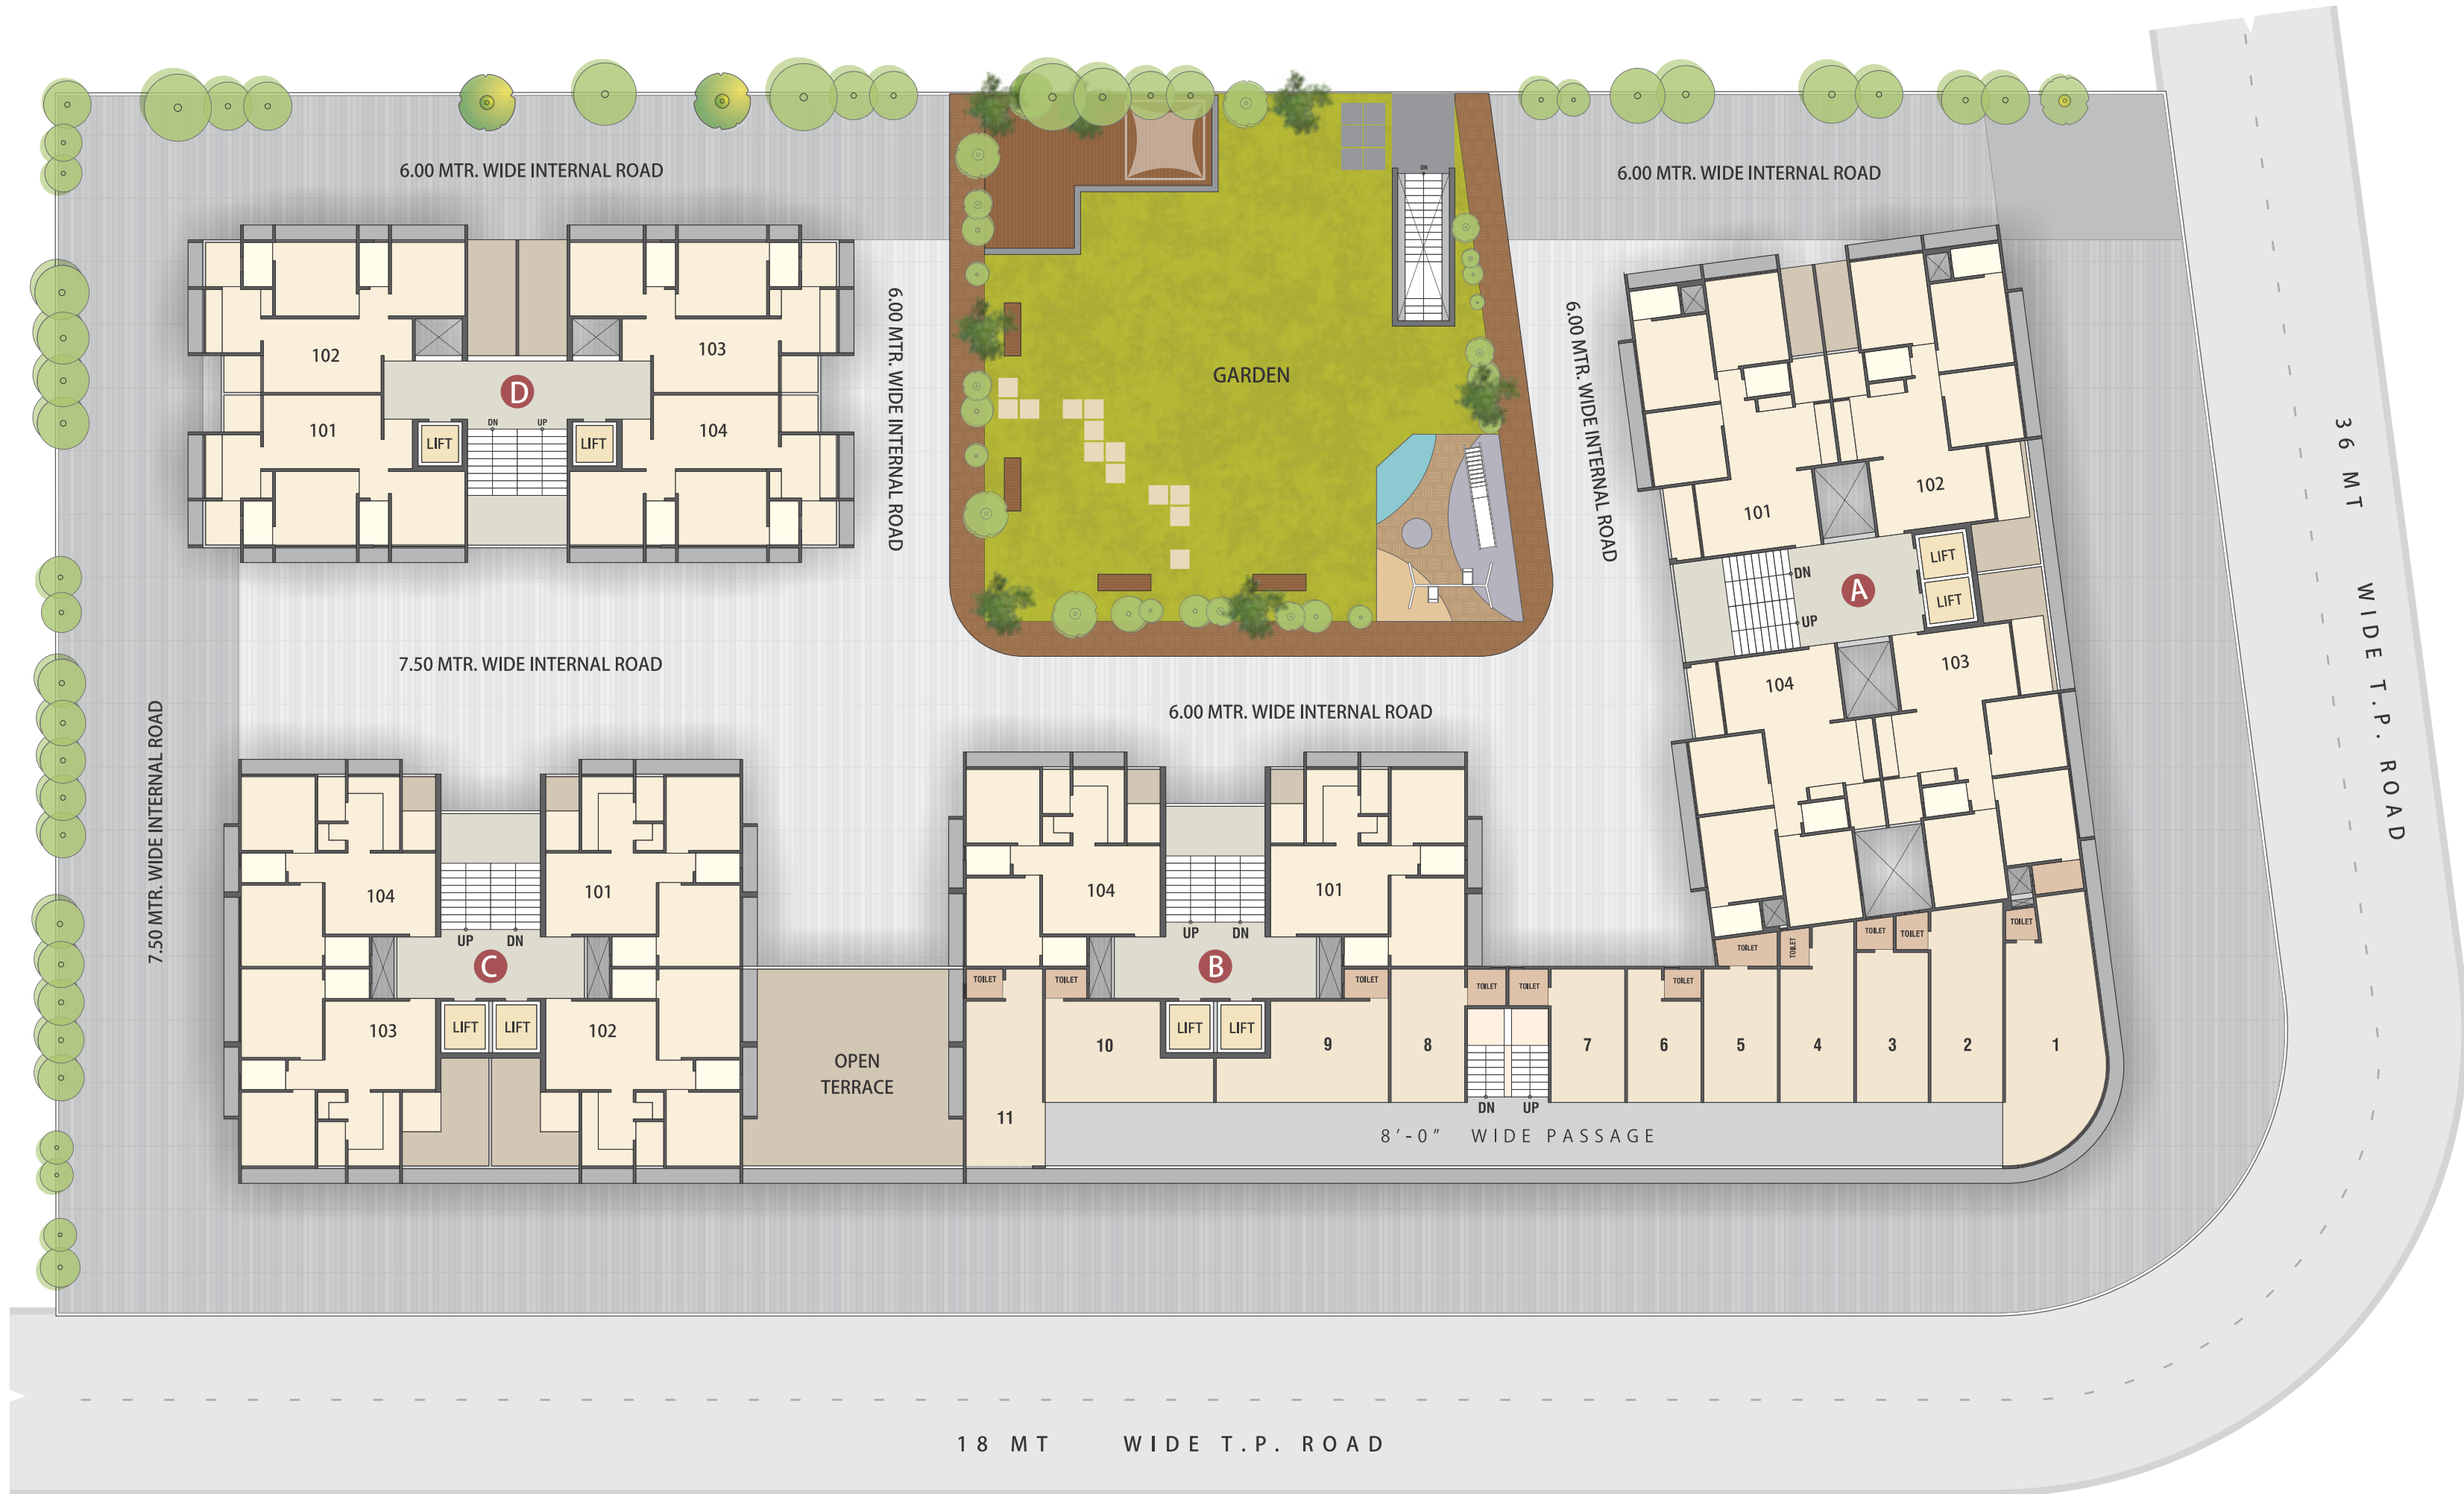 6.00 MTR. WIDE INTERNAL ROAD
6.00 MTR. WIDE INTERNAL ROAD
DN
GARDEN
6.00 MTR. WIDE INTERNAL ROAD
6.00 MTR. WIDE INTERNAL ROAD
36 MT WIDE T.P. ROAD
102
103
D
101
104
DN
UP
LIFT
LIFT
101
102
DN
UP
A
LIFT
LIFT
104
103
7.50 MTR. WIDE INTERNAL ROAD
7.50 MTR. WIDE INTERNAL ROAD
6.00 MTR. WIDE INTERNAL ROAD
104
101
UP
DN
C
103
LIFT
LIFT
102
OPEN
TERRACE
104
101
UP
DN
B
TOILET
TOILET
TOILET
TOILET
TOILET
TOILET
TOILET
TOILET
TOILET
TOILET
TOILET
LIFT
LIFT
11
10
9
8
7
6
5
4
3
2
1
DN
UP
8'-0" WIDE PASSAGE
18 MT WIDE T.P. ROAD